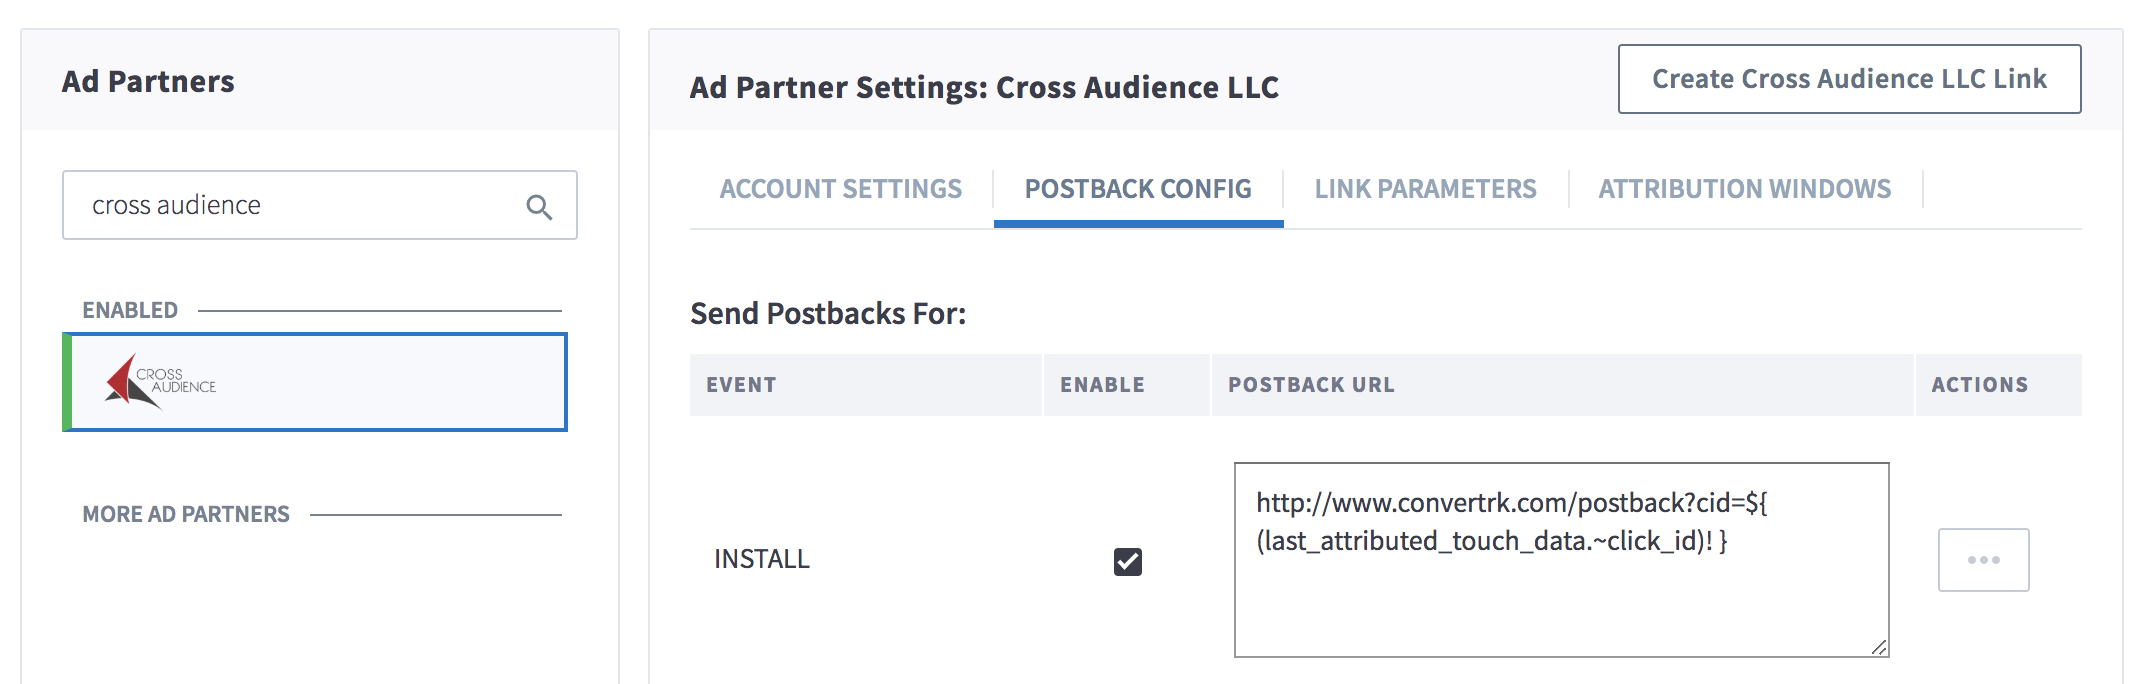 Ad Partners
cross audience
ENABLED
CROSS
AUDIENCE
MORE AD PARTNERS
Ad Partner Settings: Cross Audience LLC
Create Cross Audience LLC Link
ACCOUNT SETTINGS
POSTBACK CONFIG
LINK PARAMETERS
ATTRIBUTION WINDOWS
Send Postbacks For:
EVENT
ENABLE
POSTBACK URL
ACTIONS
INSTALL
http://www.convertrk.com/postback?cid=${
(last_attributed_touch_data.~click_id)! }